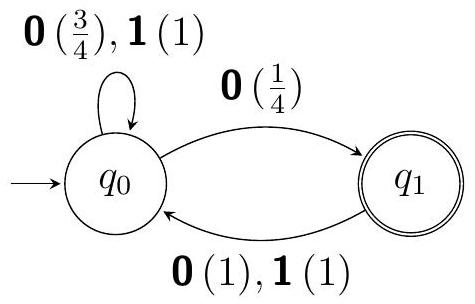 0 (3/4), 1 (1)
0 (1/4)
q₀
q₁
0 (1), 1 (1)